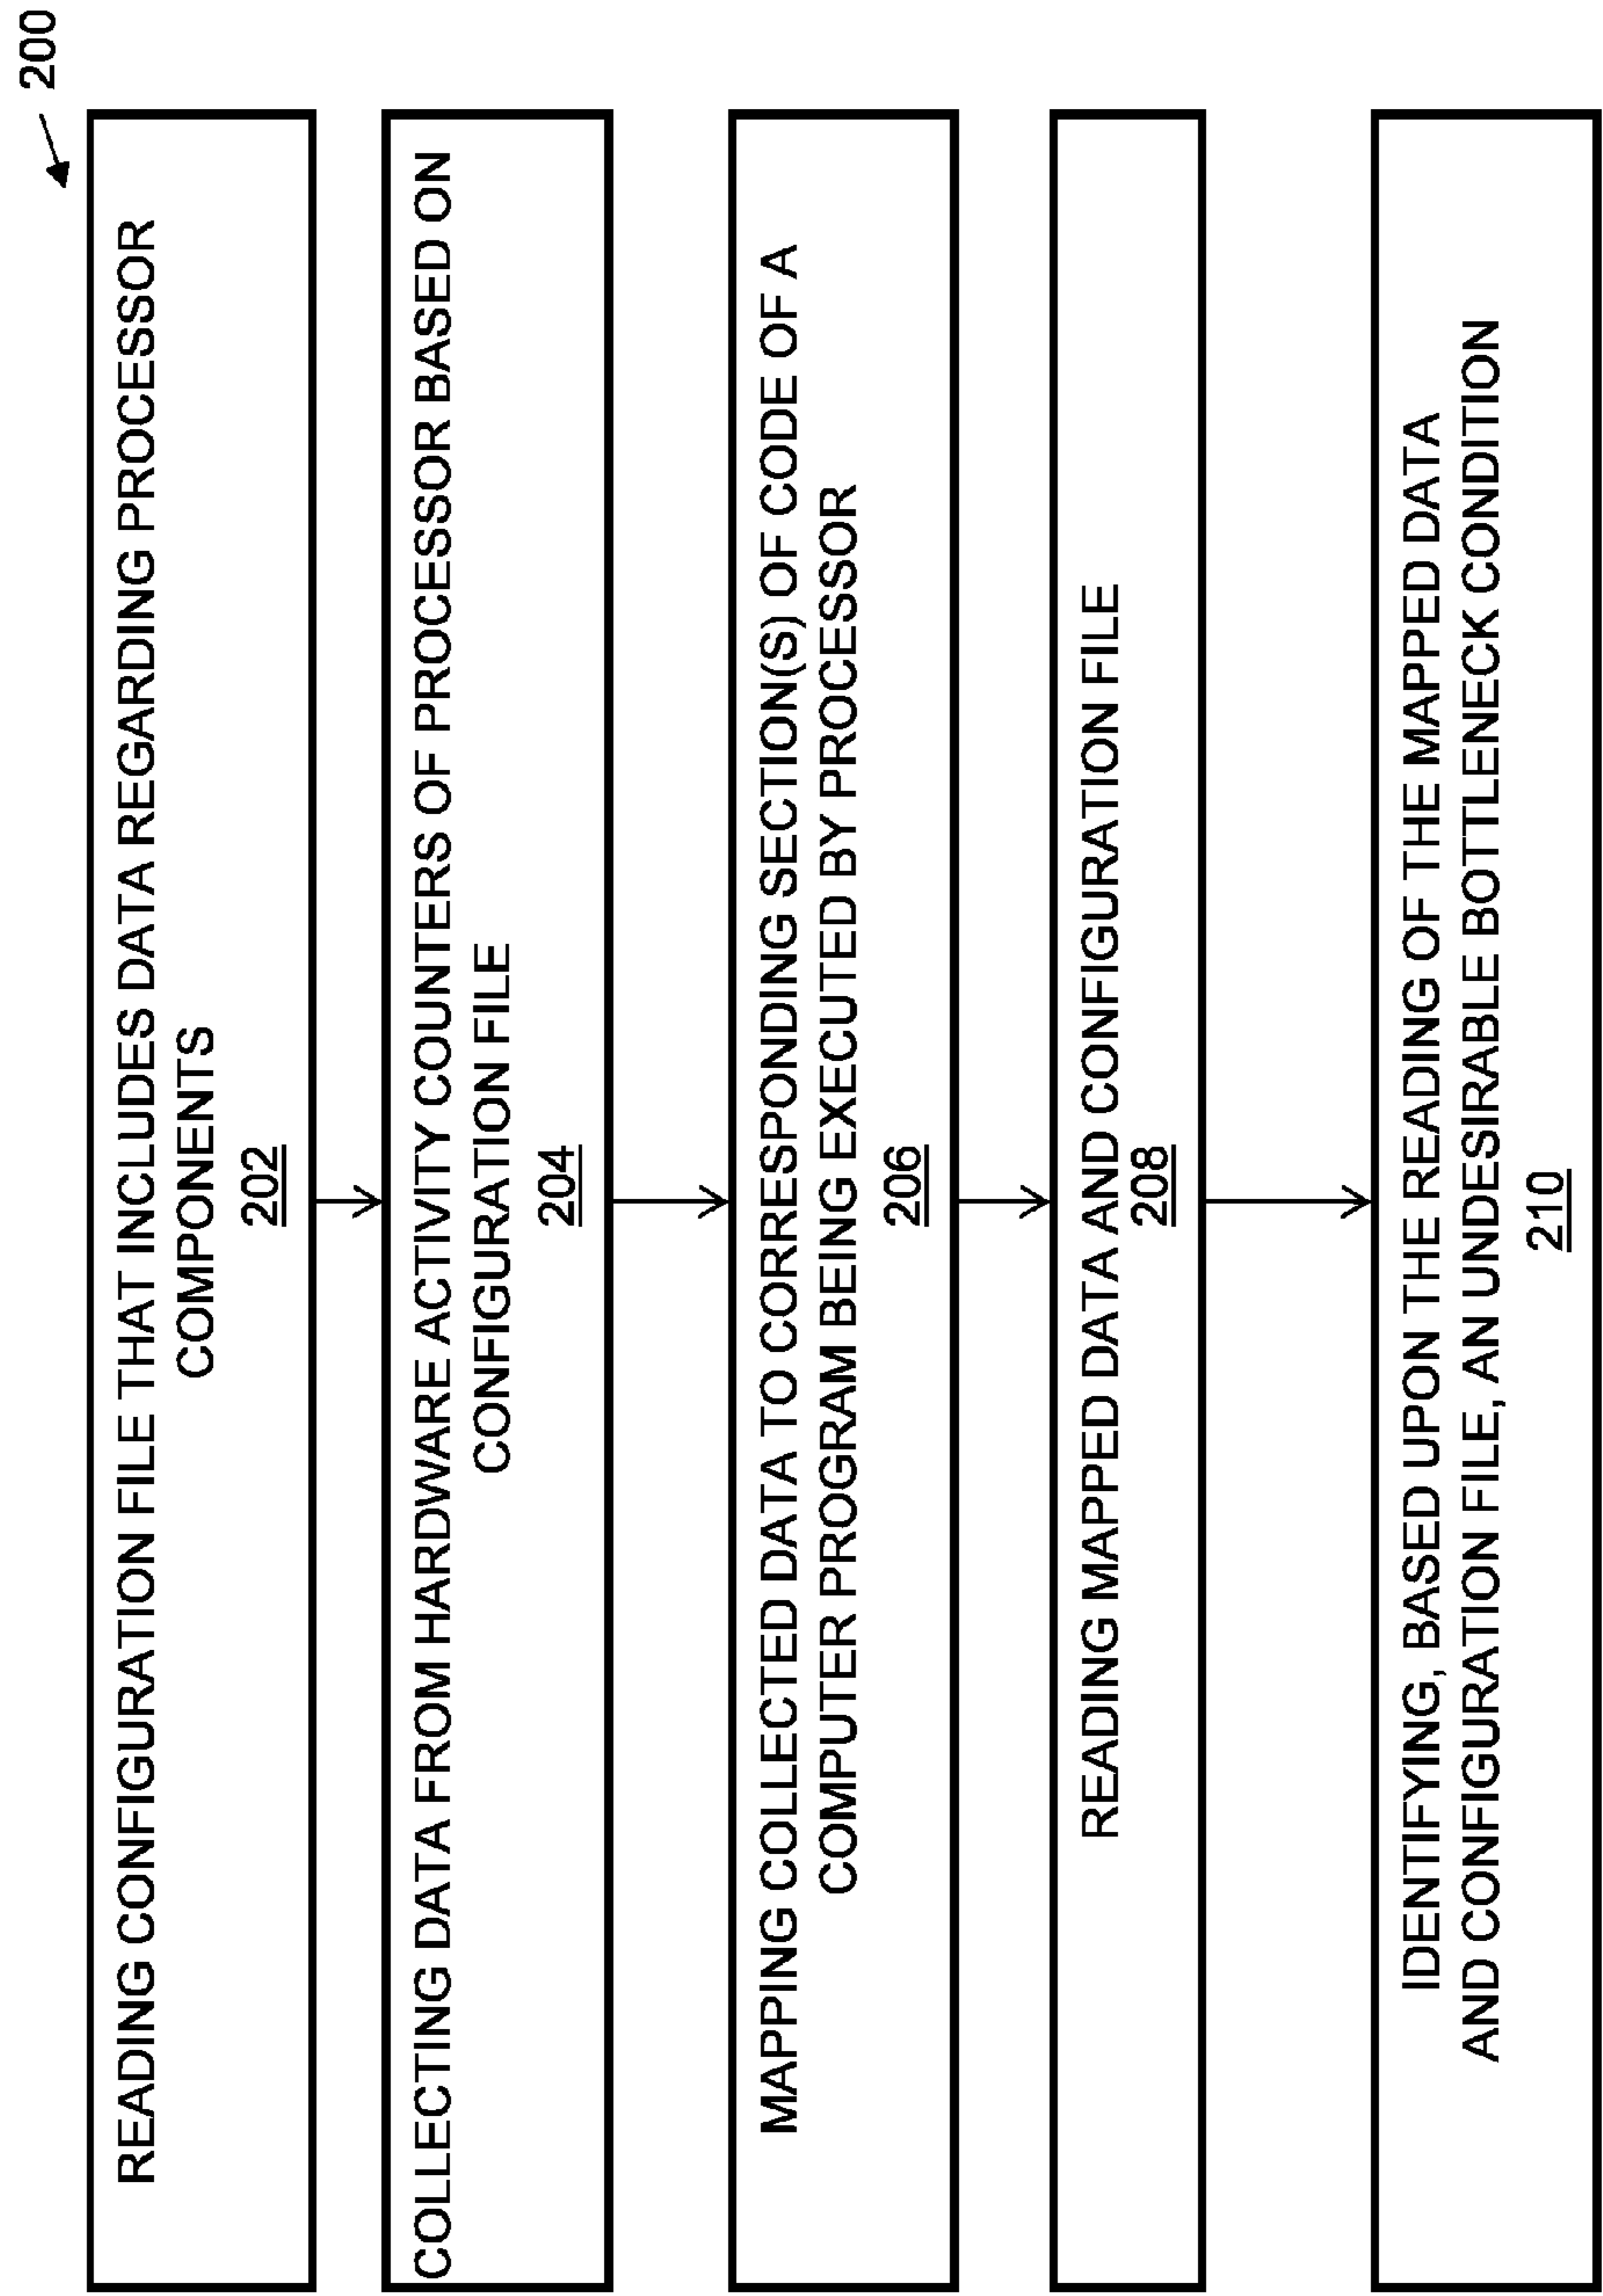 200
READING CONFIGURATION FILE THAT INCLUDES DATA REGARDING PROCESSOR
COMPONENTS
202
COLLECTING DATA FROM HARDWARE ACTIVITY COUNTERS OF PROCESSOR BASED ON
CONFIGURATION FILE
204
MAPPING COLLECTED DATA TO CORRESPONDING SECTION(S) OF CODE OF A
COMPUTER PROGRAM BEING EXECUTED BY PROCESSOR
206
READING MAPPED DATA AND CONFIGURATION FILE
208
IDENTIFYING, BASED UPON THE READING OF THE MAPPED DATA
AND CONFIGURATION FILE, AN UNDESIRABLE BOTTLENECK CONDITION
210